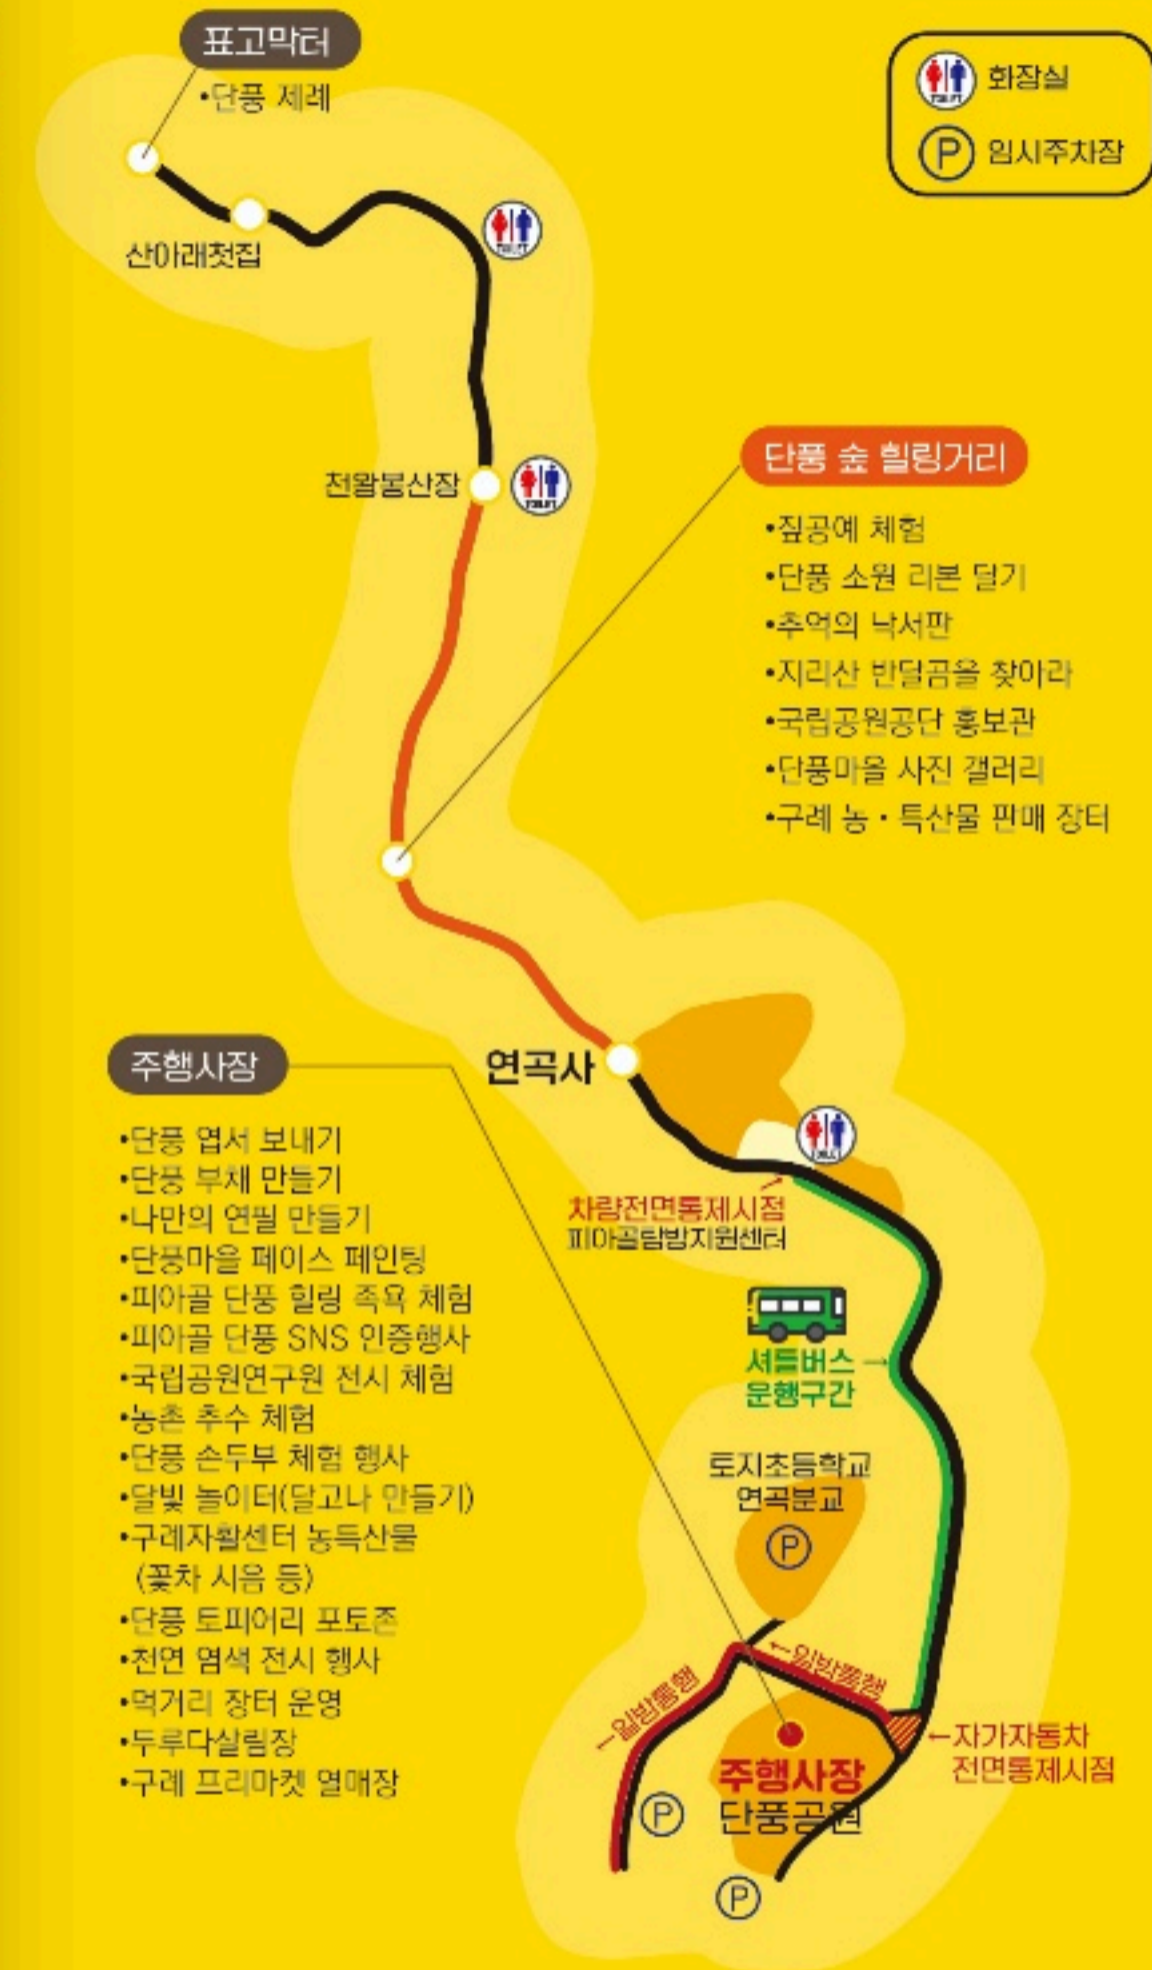 표고막터
•단풍 제례
화장실
P 임시주차장
산아래첫집
천왕봉산장
단풍 숲 힐링거리
•짚공예 체험
•단풍 소원 리본 달기
•추억의 낙서판
•지리산 반달곰을 찾아라
•국립공원공단 홍보관
•단풍마을 사진 갤러리
•구례 농·특산물 판매 장터
연곡사
주행사장
•단풍 엽서 보내기
•단풍 부채 만들기
•나만의 연필 만들기
•단풍마을 페이스 페인팅
•피아골 단풍 힐링 족욕 체험
•피아골 단풍 SNS 인증행사
•국립공원연구원 전시 체험
•농촌 추수 체험
•단풍 손두부 체험 행사
•달빛 놀이터(달고나 만들기)
•구례자활센터 농득산물
(꽃차 시음 등)
•단풍 토피어리 포토존
•천연 염색 전시 행사
•먹거리 장터 운영
•두루다살림장
•구례 프리마켓 열매장
차량전면통제시점
피아골탐방지원센터
셔틀버스 →
운행구간
토지초등학교
연곡분교
P
←일방통행
←일방통행
←자가자동차
전면통제시점
주행사장
단풍공원
P
P